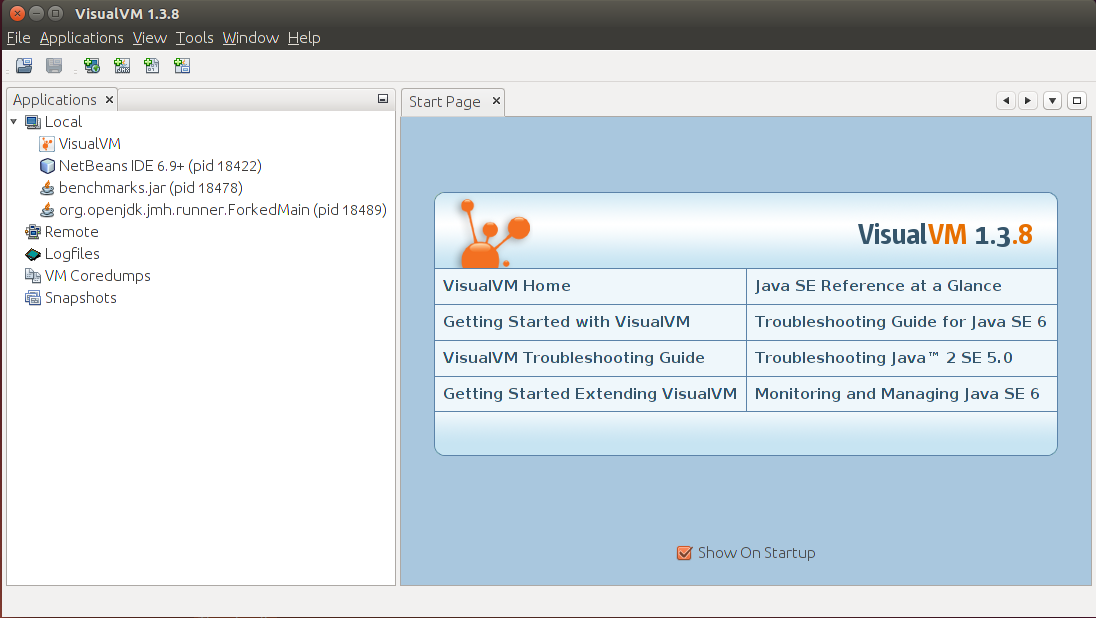 VisualVM 1.3.8
File Applications View Tools Window Help
Applications
Local
VisualVM
NetBeans IDE 6.9+ (pid 18422)
benchmarks.jar (pid 18478)
org.openjdk.jmh.runner.ForkedMain (pid 18489)
Remote
Logfiles
VM Coredumps
Snapshots
Start Page
VisualVM 1.3.8
VisualVM Home
Java SE Reference at a Glance
Getting Started with VisualVM
Troubleshooting Guide for Java SE 6
VisualVM Troubleshooting Guide
Troubleshooting Java™ 2 SE 5.0
Getting Started Extending VisualVM
Monitoring and Managing Java SE 6
Show On Startup